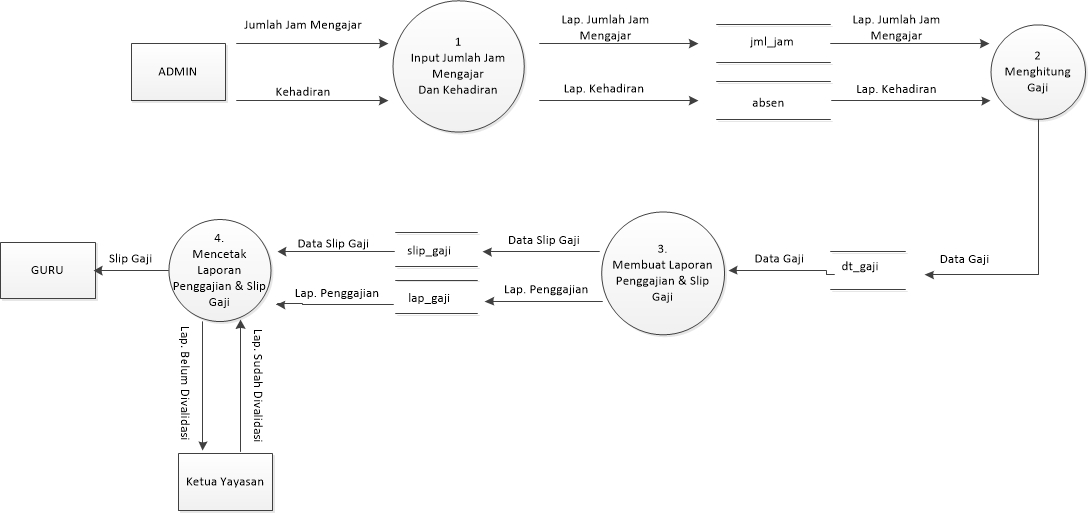 ADMIN
Jumlah Jam Mengajar
Kehadiran
1
Input Jumlah Jam
Mengajar
Dan Kehadiran
Lap. Jumlah Jam
Mengajar
Lap. Kehadiran
jml_jam
absen
Lap. Jumlah Jam
Mengajar
Lap. Kehadiran
2
Menghitung
Gaji
Data Gaji
dt_gaji
Data Gaji
3.
Membuat Laporan
Penggajian & Slip
Gaji
Data Slip Gaji
Lap. Penggajian
slip_gaji
lap_gaji
Data Slip Gaji
Lap. Penggajian
4.
Mencetak
Laporan
Penggajian & Slip
Gaji
Slip Gaji
GURU
Lap. Belum Divalidasi
Lap. Sudah Divalidasi
Ketua Yayasan